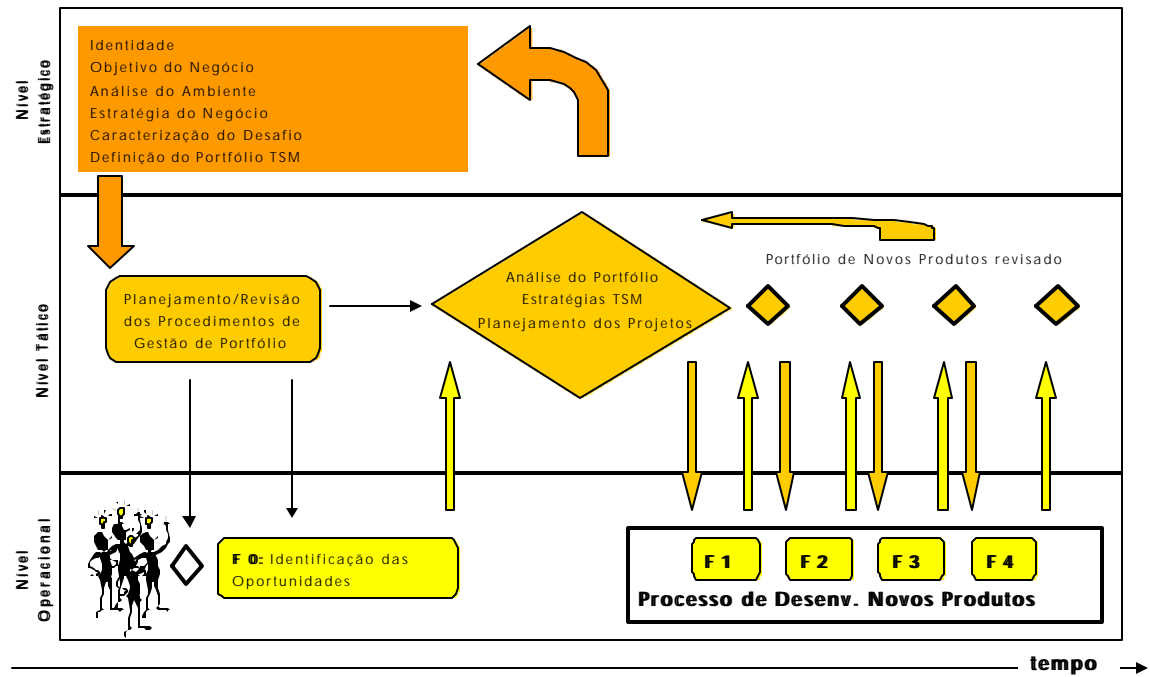 Nível
Estratégico
Identidade
Objetivo do Negócio
Análise do Ambiente
Estratégia do Negócio
Caracterização do Desafio
Definição do Portfólio TSM
Nível Tático
Planejamento/Revisão
dos Procedimentos de
Gestão de Portfólio
Análise do Portfólio
Estratégias TSM
Planejamento dos Projetos
Portfólio de Novos Produtos revisado
Nível
Operacional
F 0: Identificação das
Oportunidades
F 1
F 2
F 3
F 4
Processo de Desenv. Novos Produtos
tempo